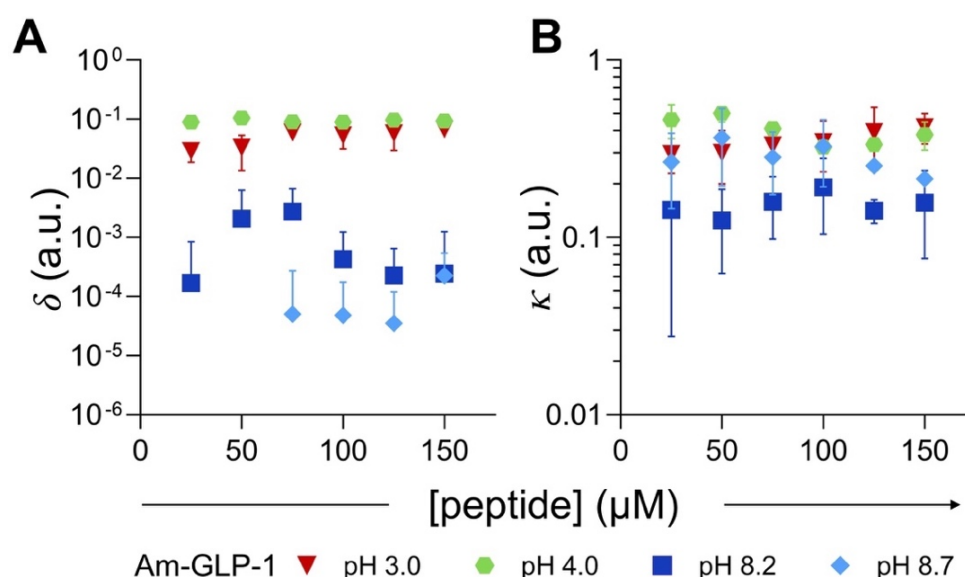 A
B
10⁰
10⁻¹
10⁻²
10⁻³
10⁻⁴
10⁻⁵
10⁻⁶
δ (a.u.)
0 50 100 150
1
0.1
0.01
κ (a.u.)
0 50 100 150
[peptide] (μM)
Am-GLP-1 pH 3.0 pH 4.0 pH 8.2 pH 8.7